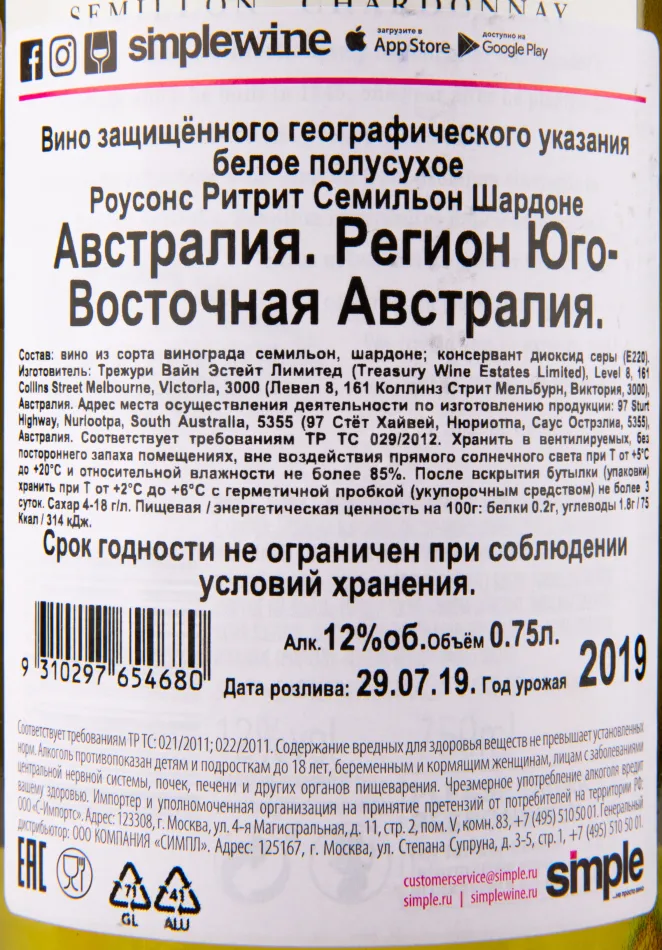 SEMILLON CHARDONNAY
simplewine загрузите в App Store доступно на Google Play
Вино защищённого географического указания
белое полусухое
Роусонс Ритрит Семильон Шардоне
Австралия. Регион Юго-
Восточная Австралия.
Состав: вино из сорта винограда семильон, шардоне; консервант диоксид серы (E220).
Изготовитель: Трежури Вайн Эстейт Лимитед (Treasury Wine Estates Limited), Level 8, 161
Collins Street Melbourne, Victoria, 3000 (Левел 8, 161 Коллинз Стрит Мельбурн, Виктория, 3000),
Австралия. Адрес места осуществления деятельности по изготовлению продукции: 97 Sturt
Highway, Nuriootpa, South Australia, 5355 (97 Стёт Хайвей, Нюриотпа, Саус Острэлиа, 5355),
Австралия. Соответствует требованиям ТР ТС 029/2012. Хранить в вентилируемых, без
постороннего запаха помещениях, вне воздействия прямого солнечного света при Т от +5°С
до +20°С и относительной влажности не более 85%. После вскрытия бутылки (упаковки)
хранить при Т от +2°С до +6°С с герметичной пробкой (укупорочным средством) не более 3
суток. Сахар 4-18 г/л. Пищевая / энергетическая ценность на 100г: белки 0.2г, углеводы 1.8г / 75
Ккал / 314 кДж.
Срок годности не ограничен при соблюдении
условий хранения.
Алк. 12%об. Объём 0.75л.
9 310297 654680
Дата розлива: 29.07.19. Год урожая 2019
Соответствует требованиям ТР ТС: 021/2011; 022/2011. Содержание вредных для здоровья веществ не превышает установленных
норм. Алкоголь противопоказан детям и подросткам до 18 лет, беременным и кормящим женщинам, лицам с заболеваниями
центральной нервной системы, почек, печени и других органов пищеварения. Чрезмерное употребление алкоголя вредит
вашему здоровью. Импортер и уполномоченная организация на принятие претензий от потребителей на территории РФ:
ООО «С-Импортс». Адрес: 123308, г. Москва, ул. 4-я Магистральная, д. 11, стр. 2, пом. V, комн. 83, +7 (495) 510 50 01. Генеральный
дистрибьютор: ООО КОМПАНИЯ «СИМПЛ». Адрес: 125167, г. Москва, ул. Степана Супруна, д. 3-5, стр. 1, +7 (495) 510 50 01.
EAC
71
GL
41
ALU
customerservice@simple.ru
simple.ru | simplewine.ru
simple
...не просто вино